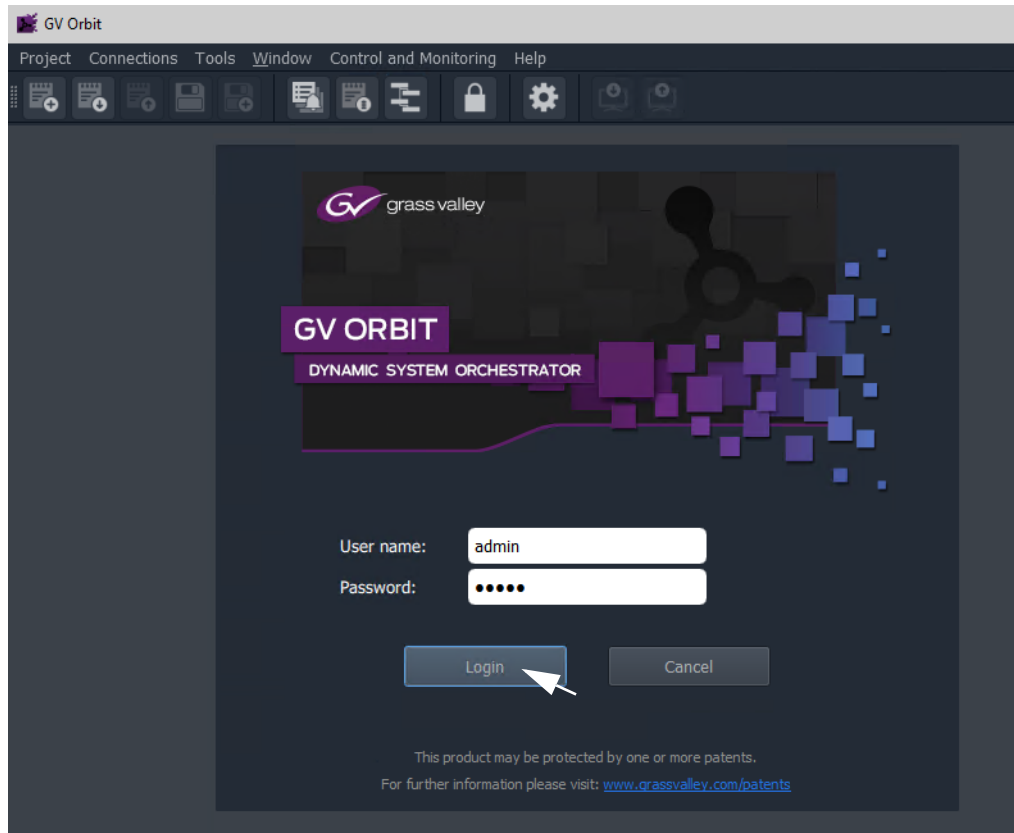 GV Orbit
Project Connections Tools Window Control and Monitoring Help
GV grass valley
GV ORBIT
DYNAMIC SYSTEM ORCHESTRATOR
User name: admin
Password: •••••
Login Cancel
This product may be protected by one or more patents.
For further information please visit: www.grassvalley.com/patents